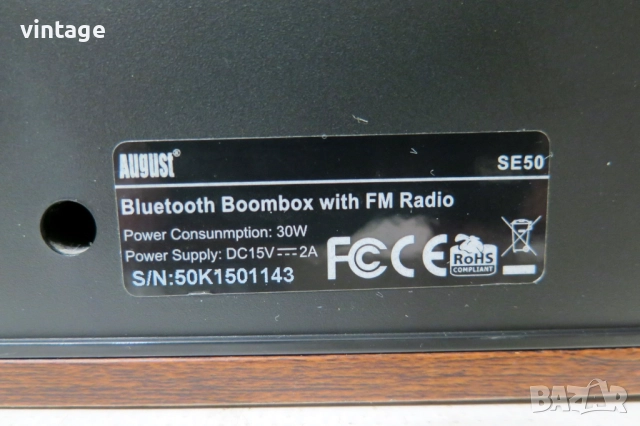 skir
vintage
AUGUST®
SE50
Bluetooth Boombox with FM Radio
Power Consunmption: 30W
Power Supply: DC15V⎓2A
S/N:50K1501143
FC CE RoHS
COMPLIANT
BAZAR